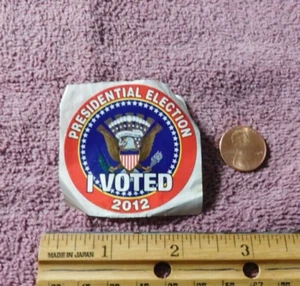 PRESIDENTIAL ELECTION
I VOTED
2012
1 2 3
MADE IN JAPAN